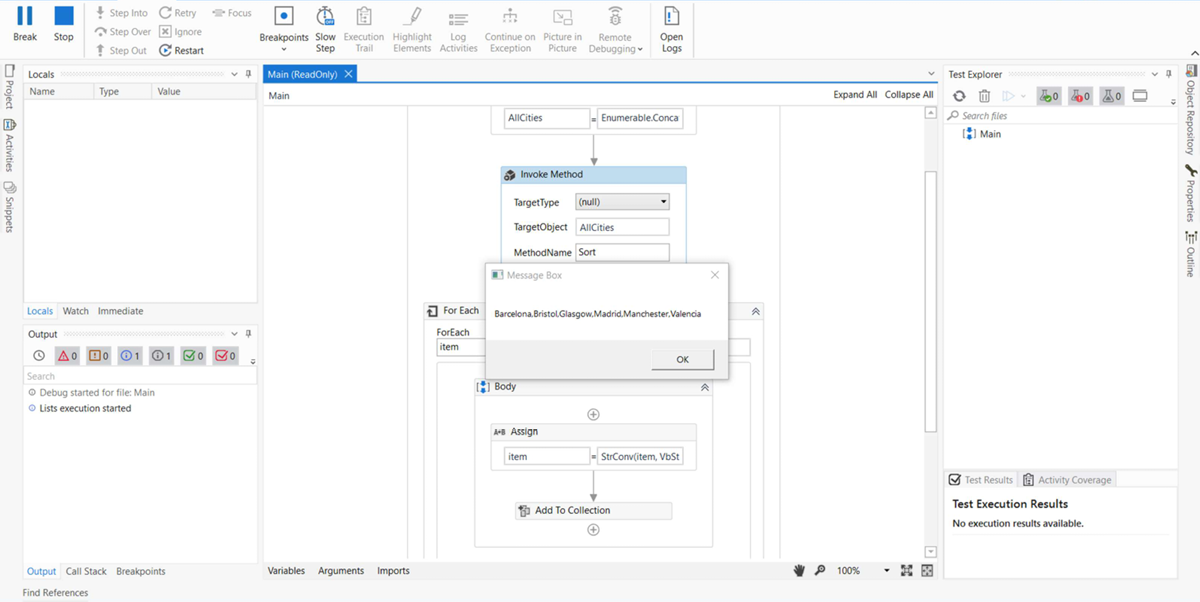 Break
Stop
Step Into
Step Over
Step Out
Retry
Ignore
Restart
Focus
Breakpoints
Slow
Step
Execution
Trail
Highlight
Elements
Log
Activities
Continue on
Exception
Picture in
Picture
Remote
Debugging
Open
Logs
Project
Activities
Snippets
Locals
Name Type Value
Locals Watch Immediate
Output
0 0 1 1 0 0
Search
Debug started for file: Main
Lists execution started
Output Call Stack Breakpoints
Find References
Main (ReadOnly)
Main Expand All Collapse All
AllCities = Enumerable.Conca
Invoke Method
TargetType (null)
TargetObject AllCities
MethodName Sort
Message Box
Barcelona,Bristol,Glasgow,Madrid,Manchester,Valencia
OK
For Each
ForEach
item
Body
A+B Assign
item = StrConv(item, VbSt
Add To Collection
Variables Arguments Imports 100%
Test Explorer
0 0 0
Search files
Main
Test Results Activity Coverage
Test Execution Results
No execution results available.
Object Repository
Properties
Outline